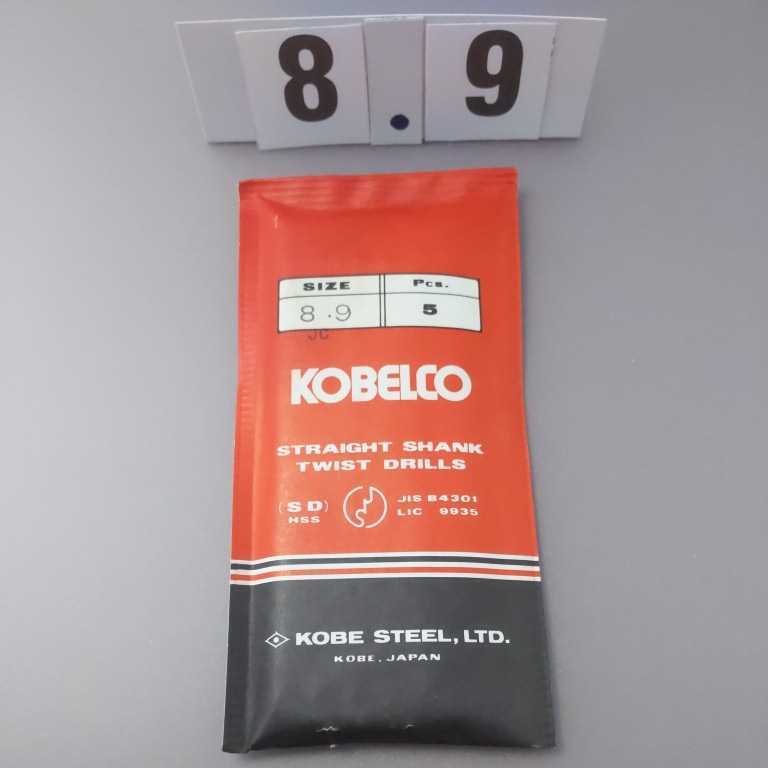 8.9
SIZE Pcs.
8.9 5
JC
KOBELCO
STRAIGHT SHANK
TWIST DRILLS
(SD) JIS B4301
HSS LIC 9935
KOBE STEEL, LTD.
KOBE, JAPAN